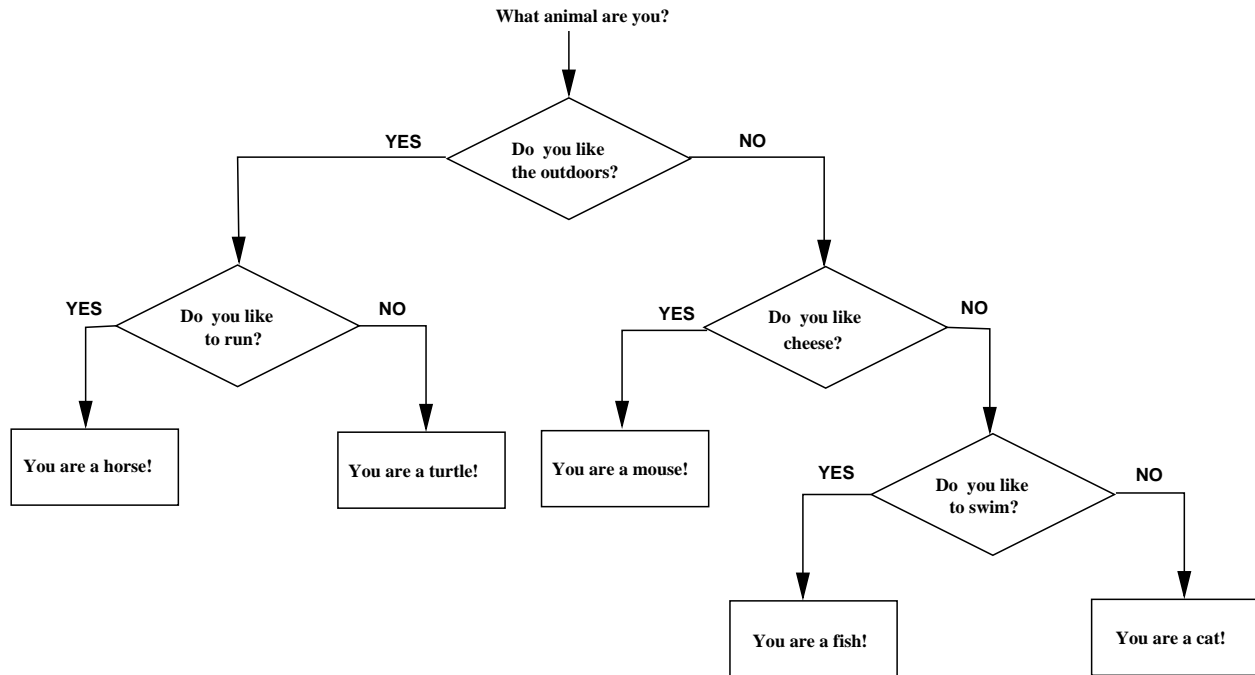 What animal are you?
YES
Do you like
the outdoors?
NO
YES
Do you like
to run?
NO
YES
Do you like
cheese?
NO
You are a horse!
You are a turtle!
You are a mouse!
YES
Do you like
to swim?
NO
You are a fish!
You are a cat!